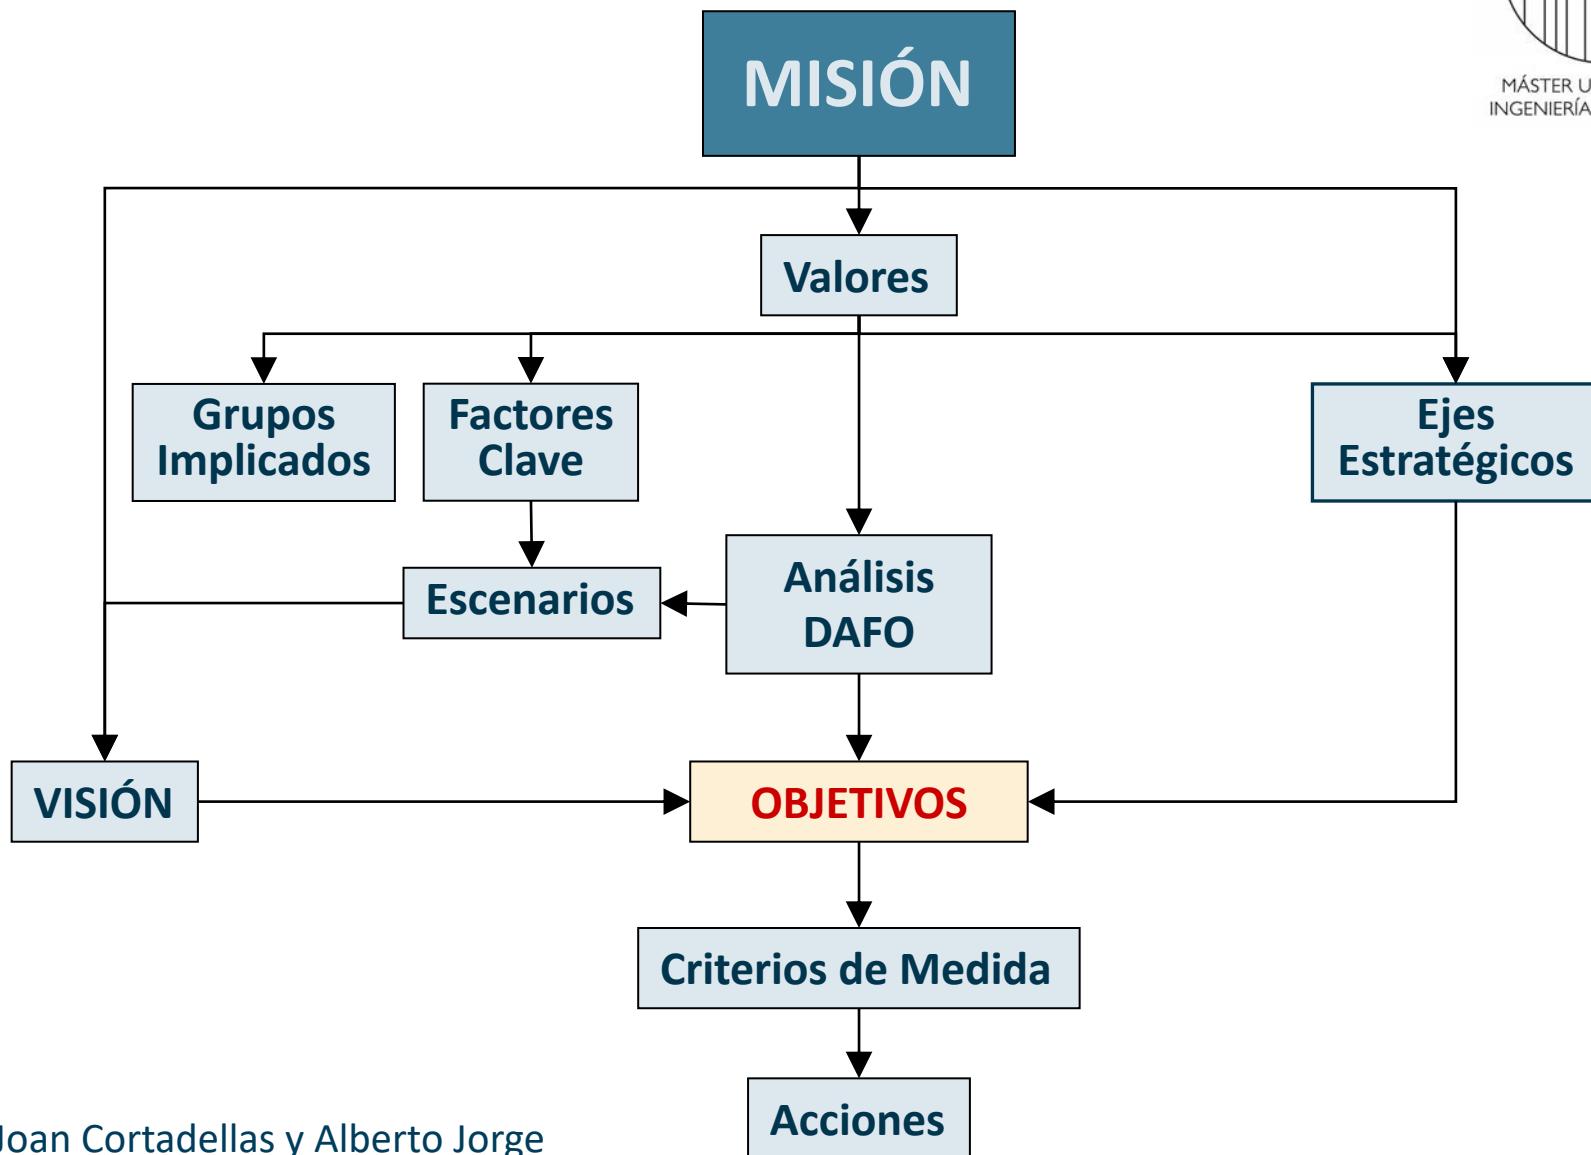 MISIÓN
MÁSTER U
INGENIERÍA
Valores
Grupos
Implicados
Factores
Clave
Ejes
Estratégicos
Escenarios
Análisis
DAFO
VISIÓN
OBJETIVOS
Criterios de Medida
Acciones
Joan Cortadellas y Alberto Jorge